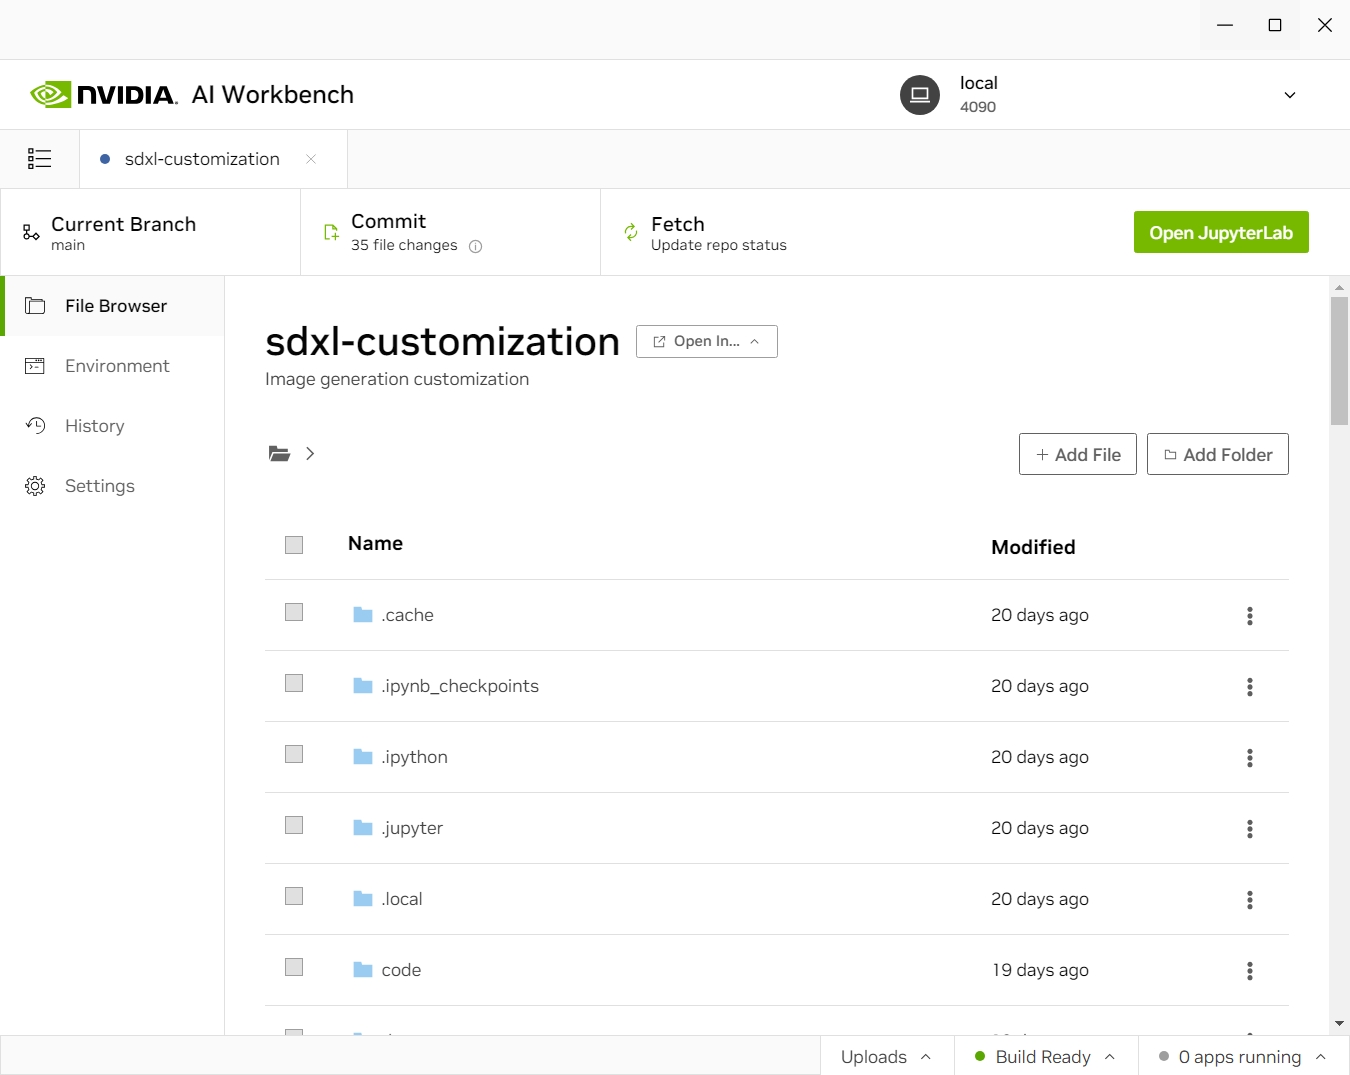 NVIDIA. AI Workbench
local
4090
sdxl-customization
Current Branch
main
Commit
35 file changes
Fetch
Update repo status
Open JupyterLab
File Browser
Environment
History
Settings
sdxl-customization
Open In...
Image generation customization
Add File
Add Folder
Name
Modified
.cache
20 days ago
.ipynb_checkpoints
20 days ago
.ipython
20 days ago
.jupyter
20 days ago
.local
20 days ago
code
19 days ago
Uploads
Build Ready
0 apps running